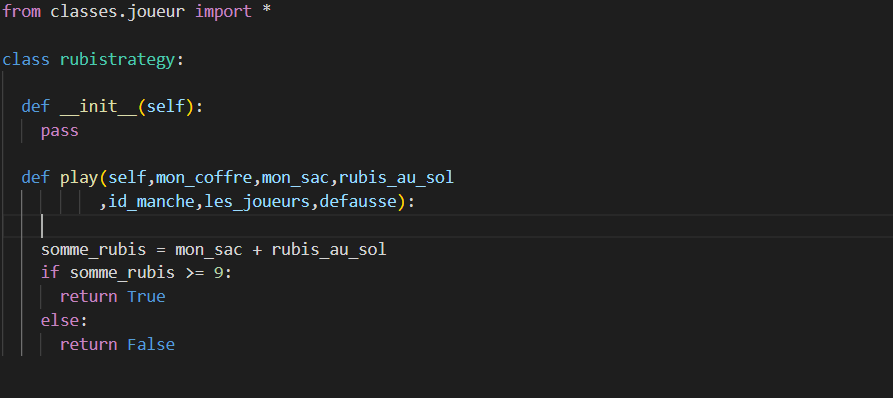 from classes.joueur import *
class rubistrategy:
def __init__(self):
pass
def play(self,mon_coffre,mon_sac,rubis_au_sol
,id_manche,les_joueurs,defausse):
somme_rubis = mon_sac + rubis_au_sol
if somme_rubis >= 9:
return True
else:
return False